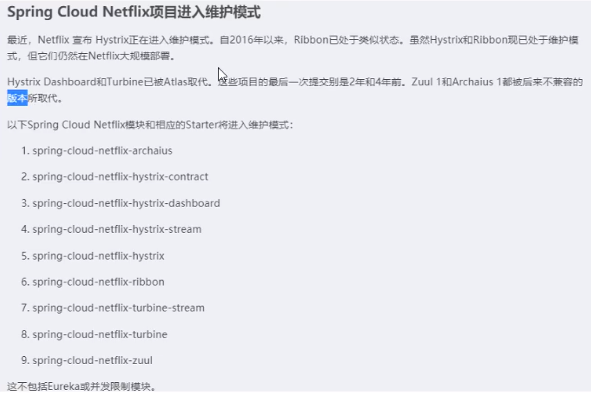 Spring Cloud Netflix项目进入维护模式
最近，Netflix 宣布 Hystrix正在进入维护模式。自2016年以来，Ribbon已处于类似状态。虽然Hystrix和Ribbon现已处于维护模
式，但它们仍然在Netflix大规模部署。
Hystrix Dashboard和Turbine已被Atlas取代。这些项目的最后一次提交别是2年和4年前。Zuul 1和Archaius 1都被后来不兼容的
版本所取代。
以下Spring Cloud Netflix模块和相应的Starter将进入维护模式：
1. spring-cloud-netflix-archaius
2. spring-cloud-netflix-hystrix-contract
3. spring-cloud-netflix-hystrix-dashboard
4. spring-cloud-netflix-hystrix-stream
5. spring-cloud-netflix-hystrix
6. spring-cloud-netflix-ribbon
7. spring-cloud-netflix-turbine-stream
8. spring-cloud-netflix-turbine
9. spring-cloud-netflix-zuul
这不包括Eureka或并发限制模块。